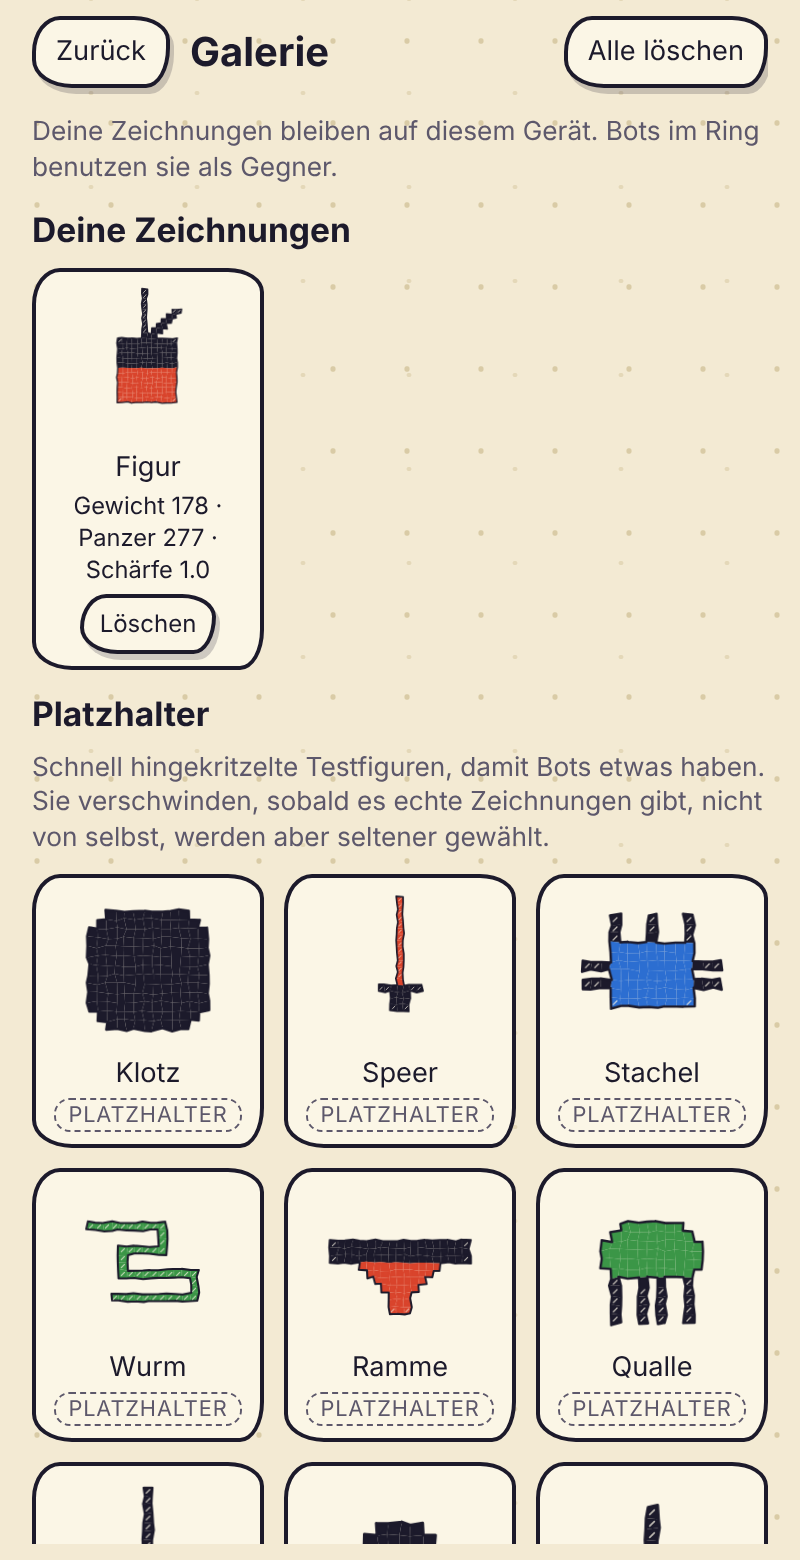 Zurück
Galerie
Alle löschen
Deine Zeichnungen bleiben auf diesem Gerät. Bots im Ring
benutzen sie als Gegner.
Deine Zeichnungen
Figur
Gewicht 178 ·
Panzer 277 ·
Schärfe 1.0
Löschen
Platzhalter
Schnell hingekritzelte Testfiguren, damit Bots etwas haben.
Sie verschwinden, sobald es echte Zeichnungen gibt, nicht
von selbst, werden aber seltener gewählt.
Klotz
PLATZHALTER
Speer
PLATZHALTER
Stachel
PLATZHALTER
Wurm
PLATZHALTER
Ramme
PLATZHALTER
Qualle
PLATZHALTER